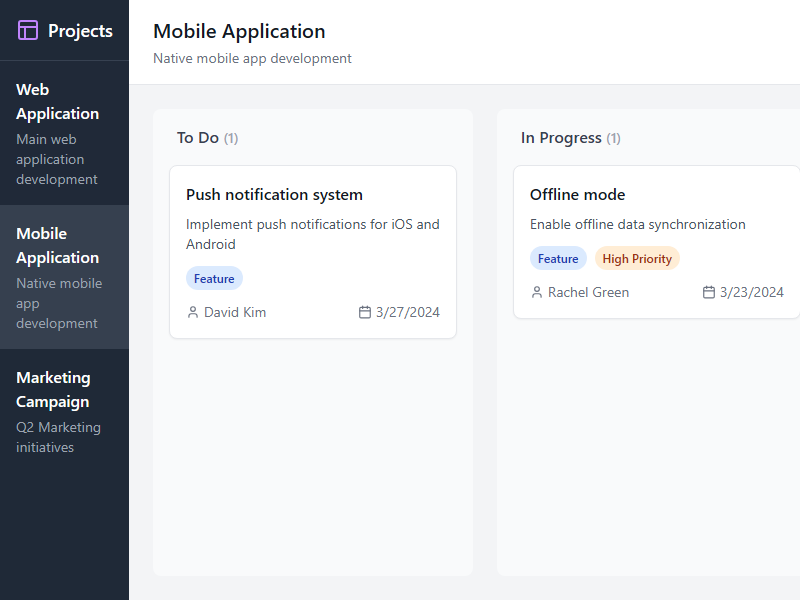 Projects
Web
Application
Main web
application
development
Mobile
Application
Native mobile
app
development
Marketing
Campaign
Q2 Marketing
initiatives
Mobile Application
Native mobile app development
To Do (1)
Push notification system
Implement push notifications for iOS and
Android
Feature
David Kim
3/27/2024
In Progress (1)
Offline mode
Enable offline data synchronization
Feature
High Priority
Rachel Green
3/23/2024